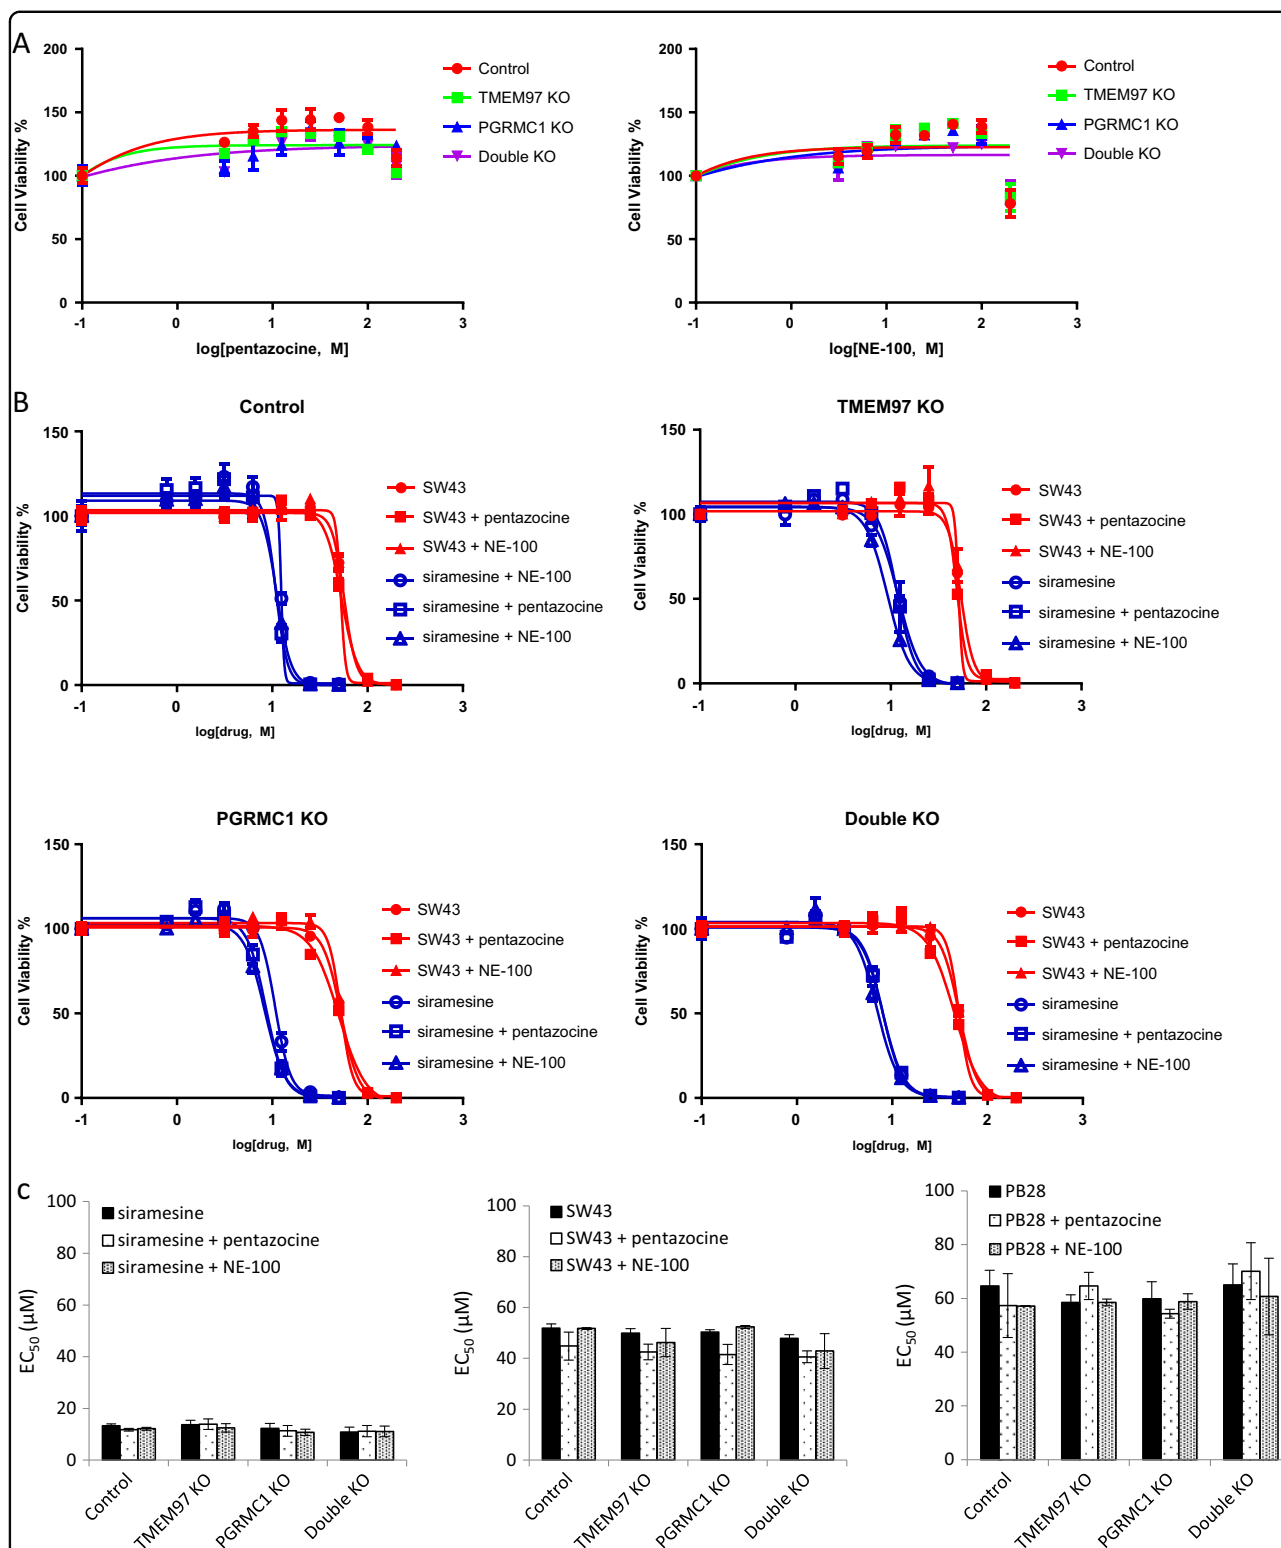 A
200
150
100
50
0
Cell Viability %
-1 0 1 2 3
log[pentazocine, M]
Control
TMEM97 KO
PGRMC1 KO
Double KO
200
150
100
50
0
Cell Viability %
-1 0 1 2 3
log[NE-100, M]
Control
TMEM97 KO
PGRMC1 KO
Double KO
B
Control
150
100
50
0
Cell Viability %
-1 0 1 2 3
log[drug, M]
SW43
SW43 + pentazocine
SW43 + NE-100
siramesine + NE-100
siramesine + pentazocine
siramesine + NE-100
TMEM97 KO
150
100
50
0
Cell Viability %
-1 0 1 2 3
log[drug, M]
SW43
SW43 + pentazocine
SW43 + NE-100
siramesine
siramesine + pentazocine
siramesine + NE-100
PGRMC1 KO
150
100
50
0
Cell Viability %
-1 0 1 2 3
log[drug, M]
SW43
SW43 + pentazocine
SW43 + NE-100
siramesine
siramesine + pentazocine
siramesine + NE-100
Double KO
150
100
50
0
Cell Viability %
-1 0 1 2 3
log[drug, M]
SW43
SW43 + pentazocine
SW43 + NE-100
siramesine
siramesine + pentazocine
siramesine + NE-100
C
100
80
60
40
20
0
EC50 (μM)
siramesine
siramesine + pentazocine
siramesine + NE-100
Control
TMEM97 KO
PGRMC1 KO
Double KO
100
80
60
40
20
0
EC50 (μM)
SW43
SW43 + pentazocine
SW43 + NE-100
Control
TMEM97 KO
PGRMC1 KO
Double KO
100
80
60
40
20
0
EC50 (μM)
PB28
PB28 + pentazocine
PB28 + NE-100
Control
TMEM97 KO
PGRMC1 KO
Double KO